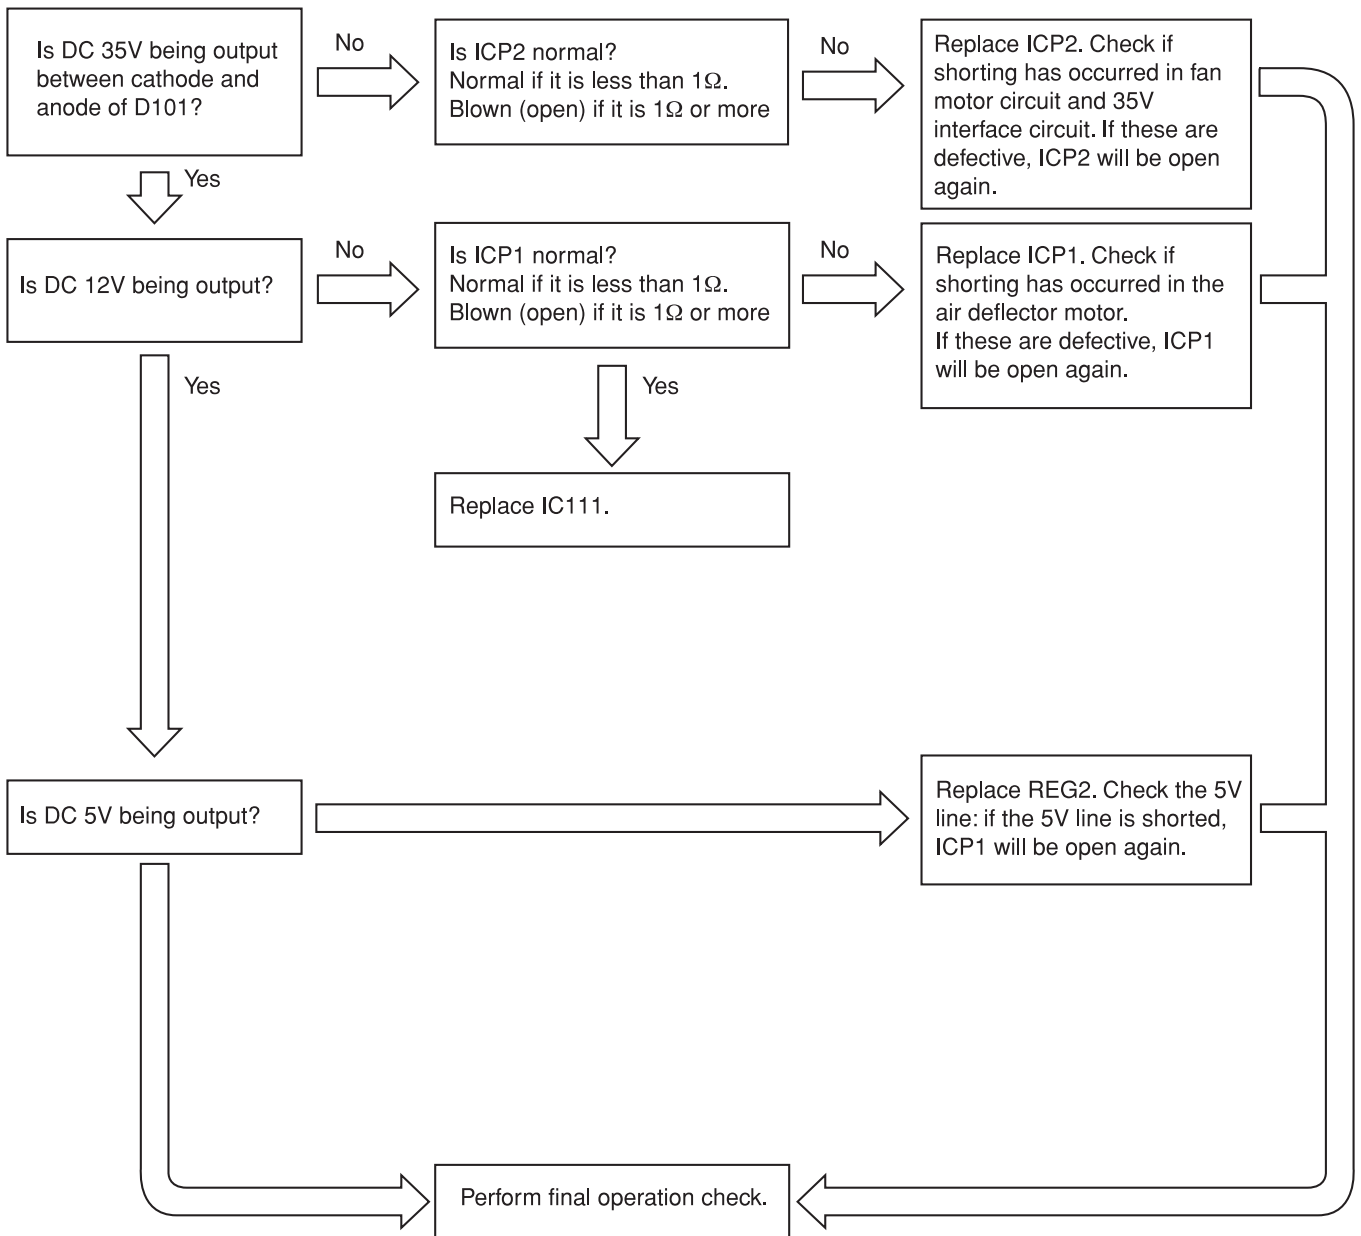 Is DC 35V being output
between cathode and
anode of D101?
No
Is ICP2 normal?
Normal if it is less than 1Ω.
Blown (open) if it is 1Ω or more
No
Replace ICP2. Check if
shorting has occurred in fan
motor circuit and 35V
interface circuit. If these are
defective, ICP2 will be open
again.
Yes
Is DC 12V being output?
No
Is ICP1 normal?
Normal if it is less than 1Ω.
Blown (open) if it is 1Ω or more
No
Replace ICP1. Check if
shorting has occurred in the
air deflector motor.
If these are defective, ICP1
will be open again.
Yes
Yes
Replace IC111.
Is DC 5V being output?
Replace REG2. Check the 5V
line: if the 5V line is shorted,
ICP1 will be open again.
Perform final operation check.